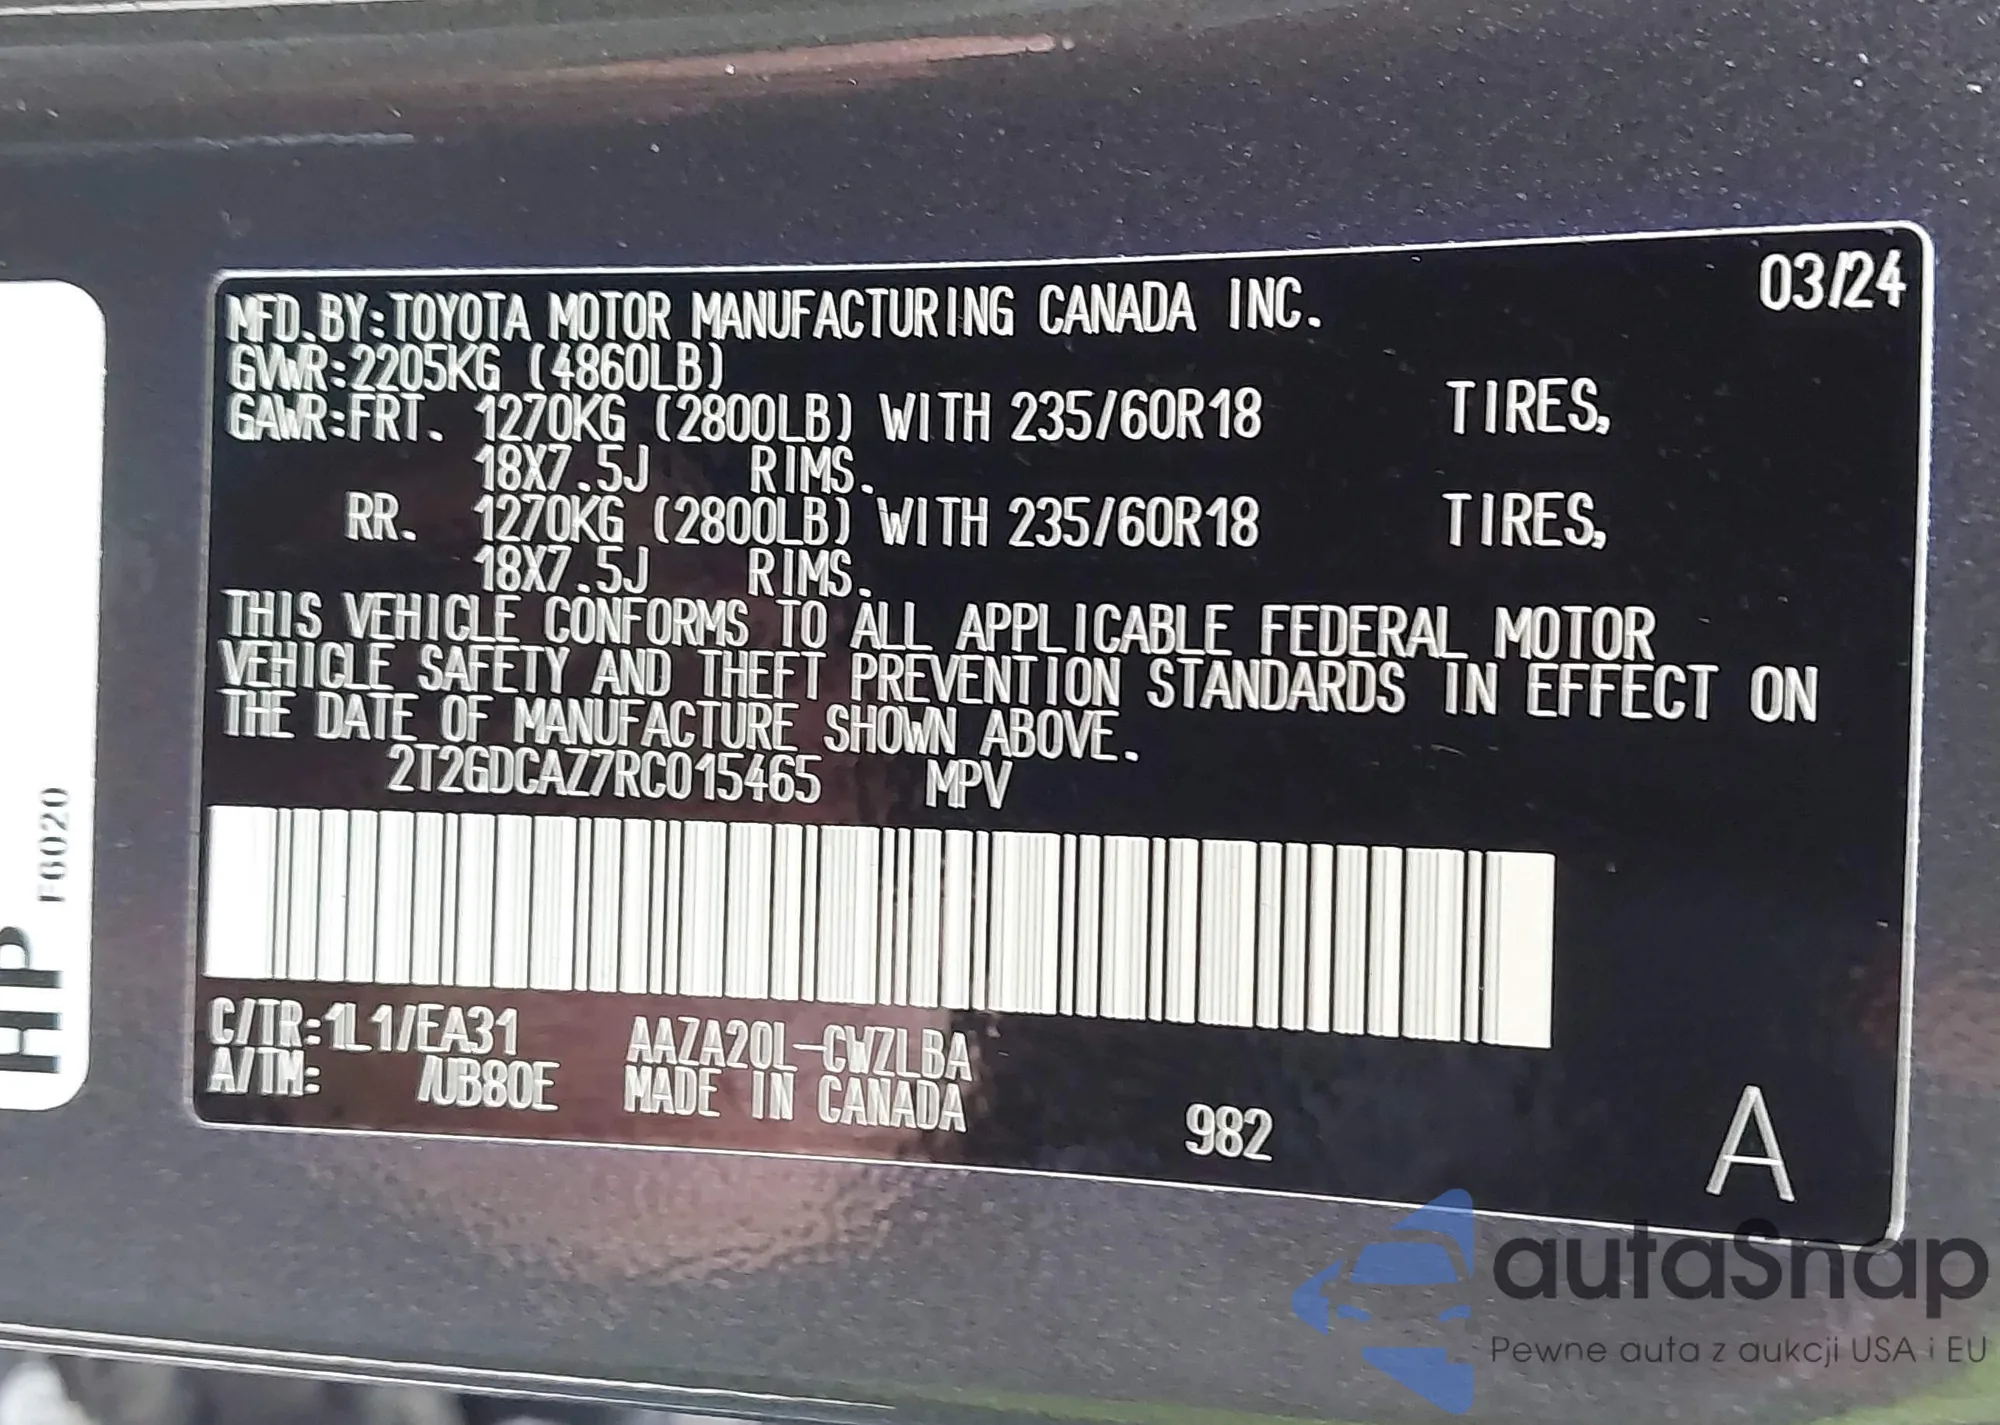 03/24
MFD.BY:TOYOTA MOTOR MANUFACTURING CANADA INC.
GVWR:2205KG (4860LB)
GAWR:FRT. 1270KG (2800LB) WITH 235/60R18 TIRES,
18X7.5J RIMS.
RR. 1270KG (2800LB) WITH 235/60R18 TIRES,
18X7.5J RIMS.
THIS VEHICLE CONFORMS TO ALL APPLICABLE FEDERAL MOTOR
VEHICLE SAFETY AND THEFT PREVENTION STANDARDS IN EFFECT ON
THE DATE OF MANUFACTURE SHOWN ABOVE.
2T2GDCAZ7RC015465 MPV
C/TR:1L1/EA31 AAZA20L-CWZLBA
A/TM: /UB80E MADE IN CANADA
982
A
HP
F6020
autaSnap
Pewne auta z aukcji USA i EU